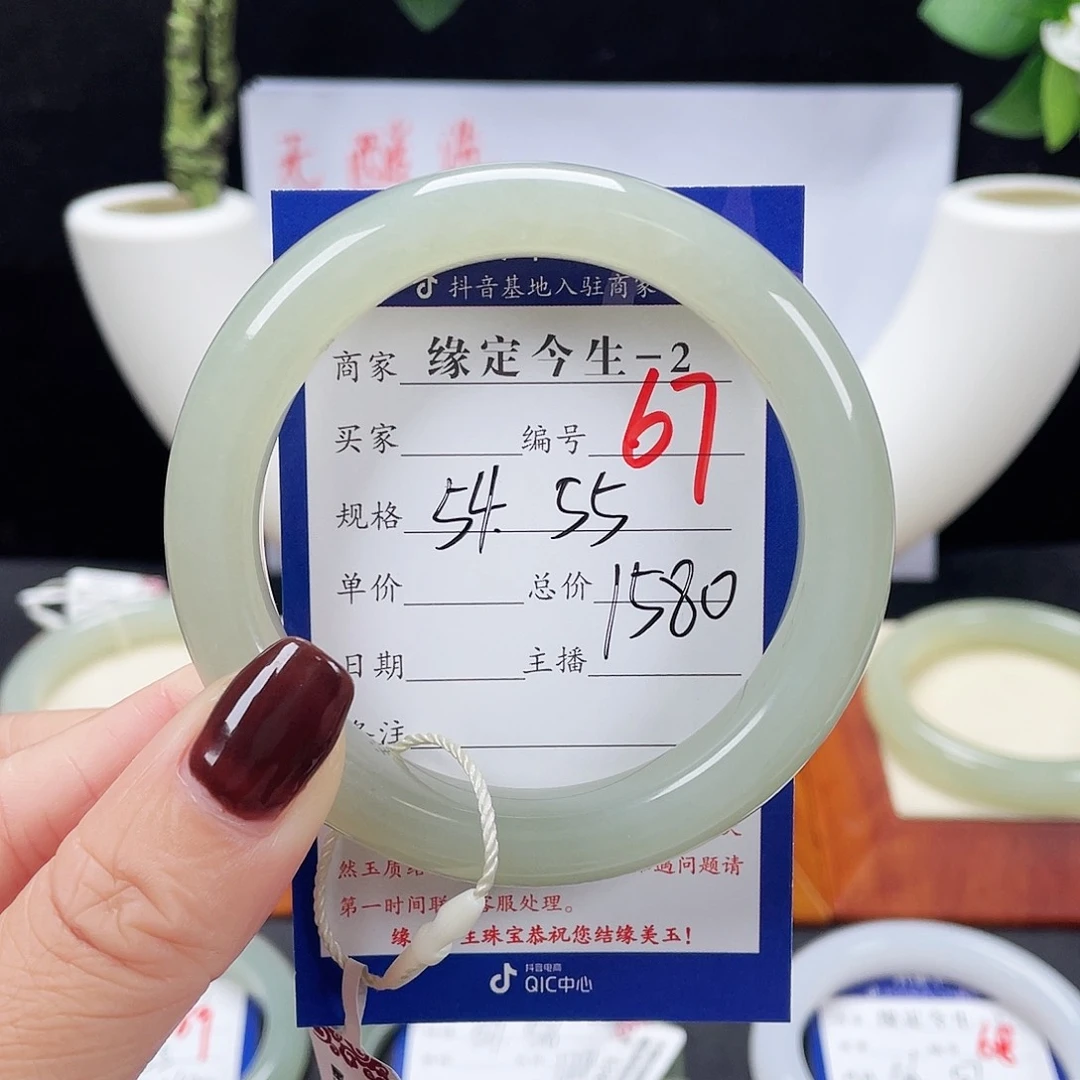 抖音基地入驻商家
商家 缘定今生-2
买家 编号 67
规格 54. 55
单价 总价 1580
日期 主播
注
然玉质 问题请
第一时间联 客服处理。
缘 生珠宝恭祝您结缘美玉!
抖音电商
QIC中心